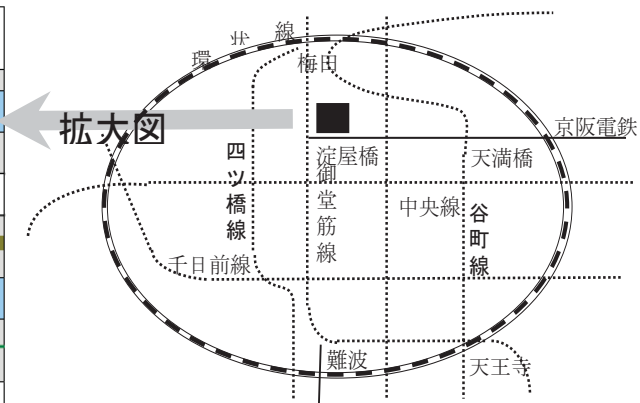 環状線
梅田
拡大図
京阪電鉄
淀屋橋
天満橋
四ツ橋線
御堂筋線
中央線
谷町線
千日前線
難波
天王寺